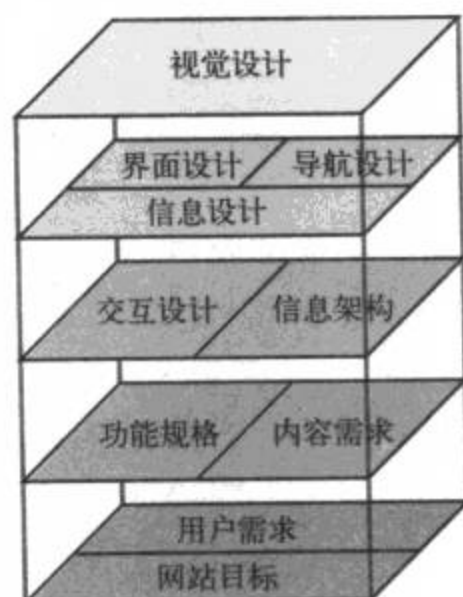 视觉设计
界面设计 导航设计
信息设计
交互设计 信息架构
功能规格 内容需求
用户需求
网站目标